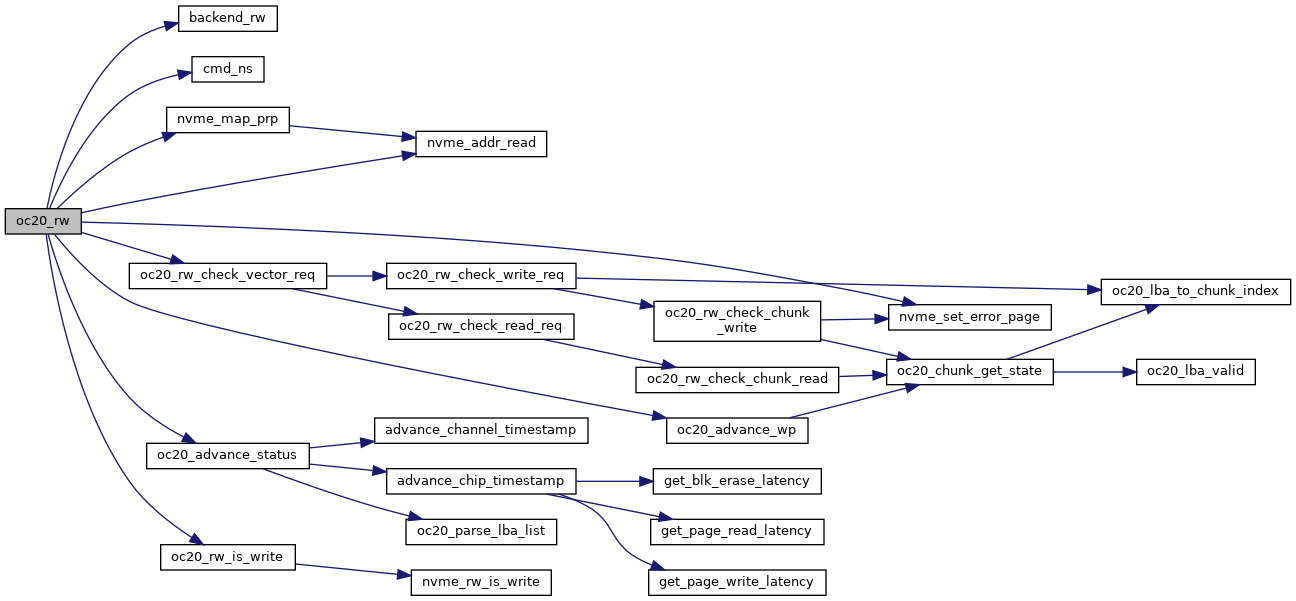 backend_rw
cmd_ns
nvme_map_prp
nvme_addr_read
oc20_rw
oc20_rw_check_vector_req
oc20_rw_check_write_req
oc20_lba_to_chunk_index
oc20_rw_check_chunk
_write
nvme_set_error_page
oc20_rw_check_read_req
oc20_chunk_get_state
oc20_lba_valid
oc20_rw_check_chunk_read
advance_channel_timestamp
oc20_advance_wp
oc20_advance_status
advance_chip_timestamp
get_blk_erase_latency
oc20_parse_lba_list
get_page_read_latency
oc20_rw_is_write
nvme_rw_is_write
get_page_write_latency